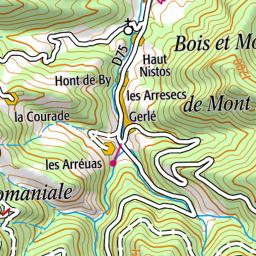 D75
Bois et Mo
Haut
Nistos
Hont de By
les Arresecs
de Mont
la Courade
Gerlé
les Arréuas
omaniale